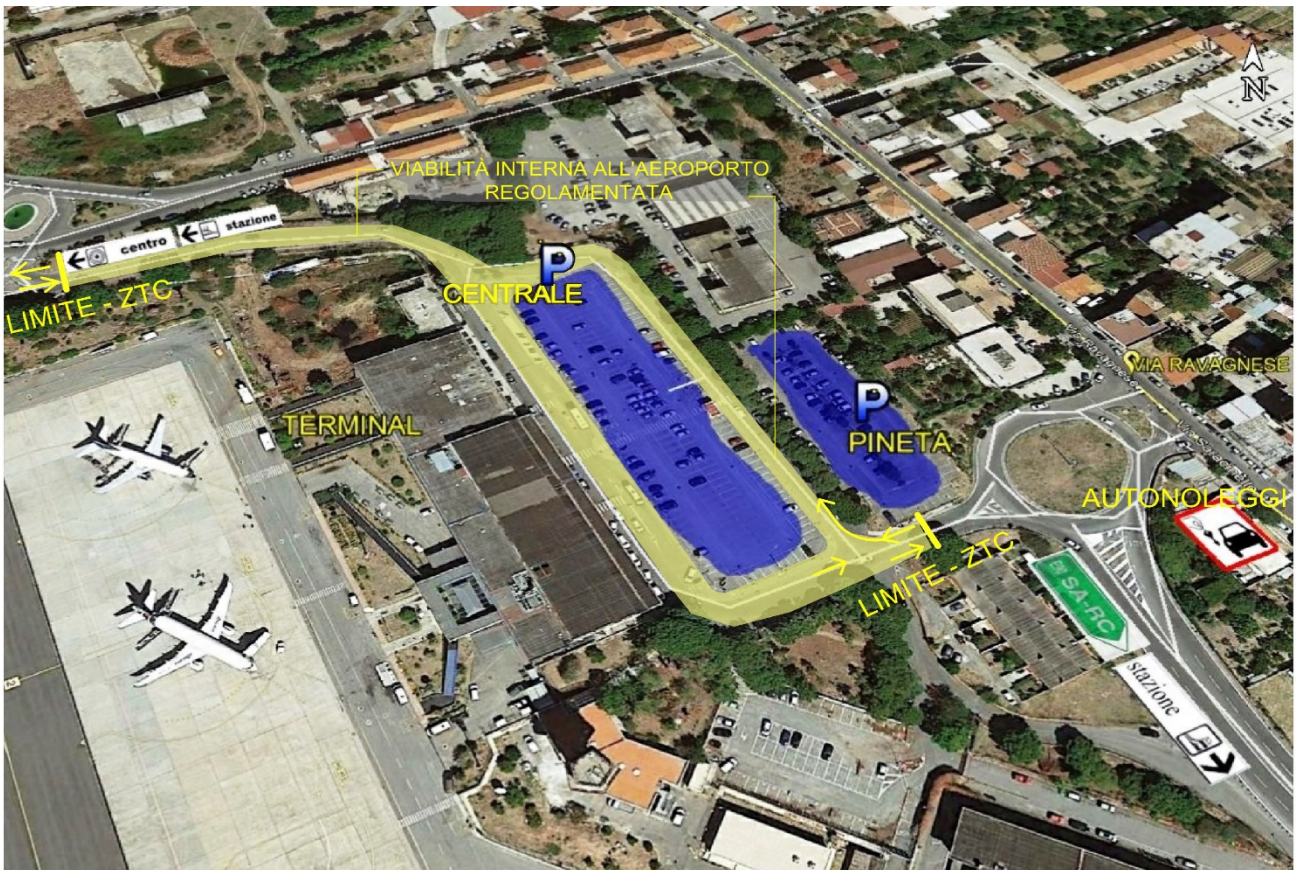 N
VIABILITÀ INTERNA ALL'AEROPORTO
REGOLAMENTATA
centro
stazione
P
CENTRALE
LIMITE - ZTC
VIA RAVAGNESE
P
PINETA
TERMINAL
AUTONOLEGGI
LIMITE - ZTC
SA-RC
stazione